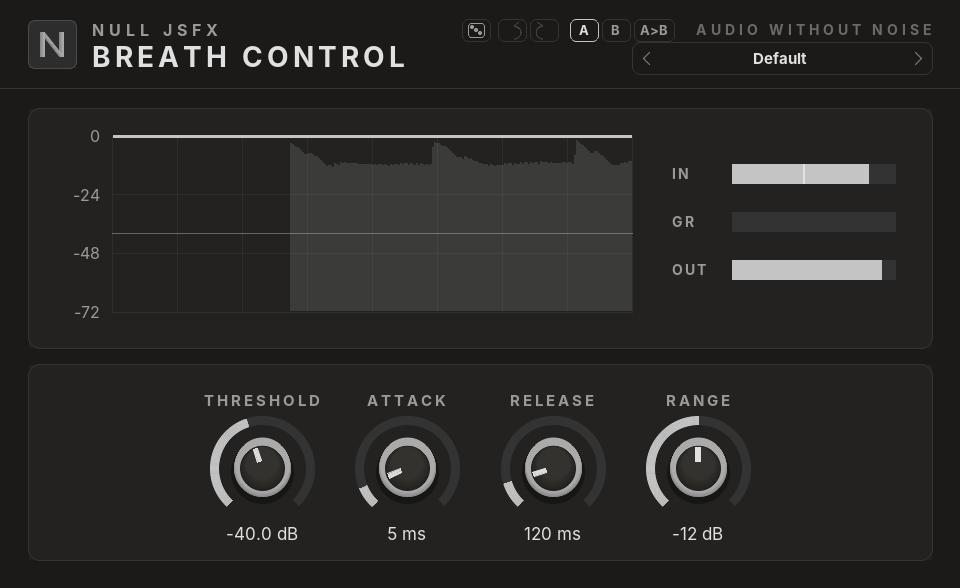 N
NULL JSFX
BREATH CONTROL
A
B
A>B
AUDIO WITHOUT NOISE
Default
0
-24
-48
-72
IN
GR
OUT
THRESHOLD
ATTACK
RELEASE
RANGE
-40.0 dB
5 ms
120 ms
-12 dB